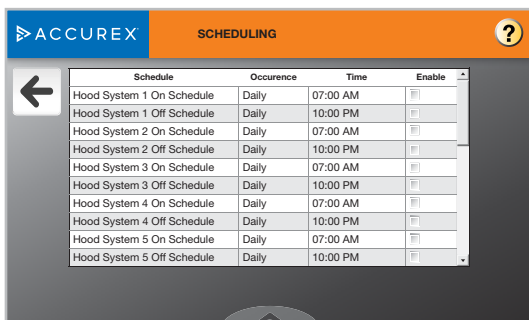 ACCUREX SCHEDULING ?
Schedule Occurence Time Enable
Hood System 1 On Schedule Daily 07:00 AM
Hood System 1 Off Schedule Daily 10:00 PM
Hood System 2 On Schedule Daily 07:00 AM
Hood System 2 Off Schedule Daily 10:00 PM
Hood System 3 On Schedule Daily 07:00 AM
Hood System 3 Off Schedule Daily 10:00 PM
Hood System 4 On Schedule Daily 07:00 AM
Hood System 4 Off Schedule Daily 10:00 PM
Hood System 5 On Schedule Daily 07:00 AM
Hood System 5 Off Schedule Daily 10:00 PM